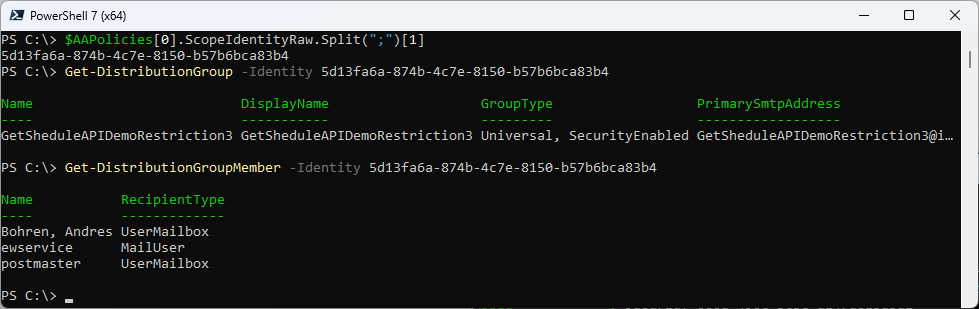 PowerShell 7 (x64)
PS C:\> $AAPolicies[0].ScopeIdentityRaw.Split(";")[1]
5d13fa6a-874b-4c7e-8150-b57b6bca83b4
PS C:\> Get-DistributionGroup -Identity 5d13fa6a-874b-4c7e-8150-b57b6bca83b4
Name DisplayName GroupType PrimarySmtpAddress
---- ----------- --------- ------------------
GetSheduleAPIDemoRestriction3 GetSheduleAPIDemoRestriction3 Universal, SecurityEnabled GetSheduleAPIDemoRestriction3@i…
PS C:\> Get-DistributionGroupMember -Identity 5d13fa6a-874b-4c7e-8150-b57b6bca83b4
Name RecipientType
---- -------------
Bohren, Andres UserMailbox
ewservice MailUser
postmaster UserMailbox
PS C:\>